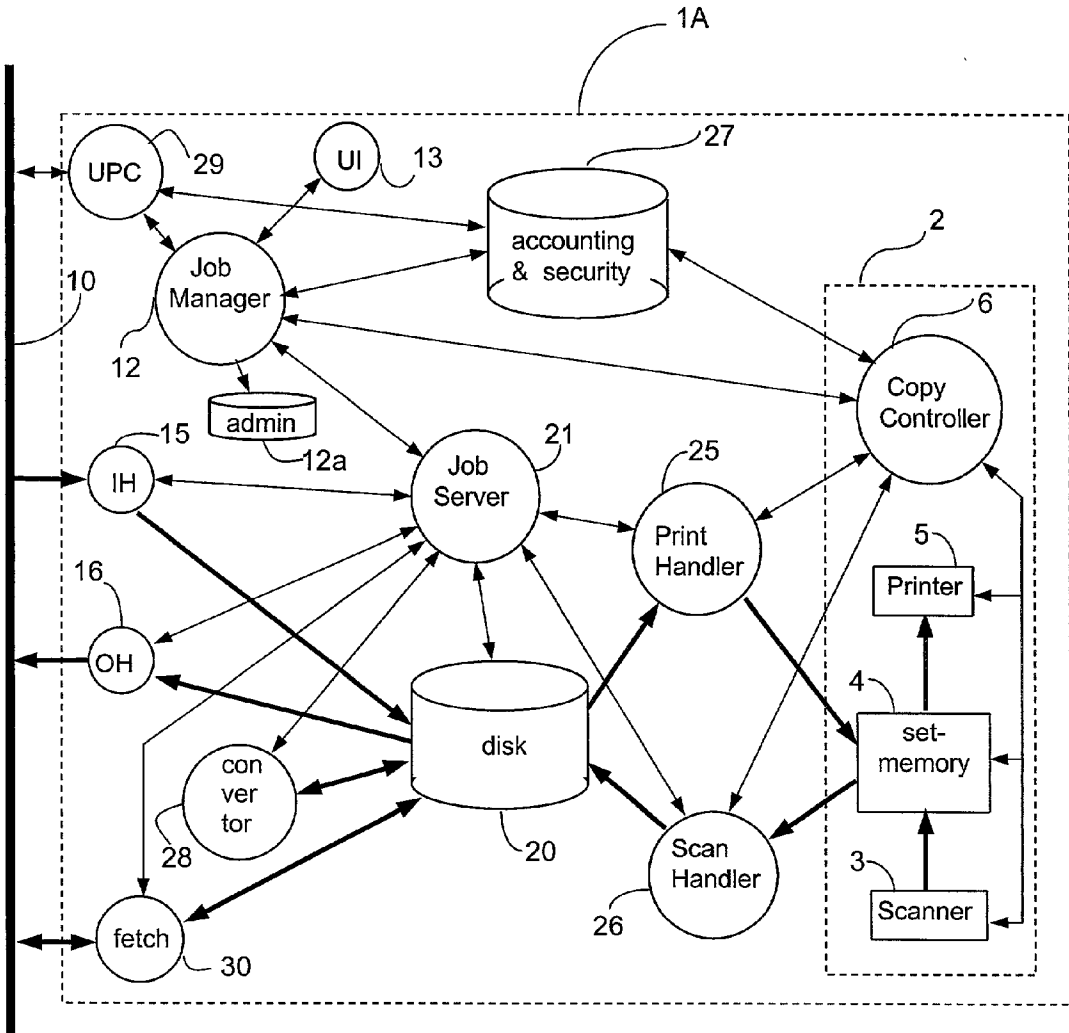 1A
UPC
29
UI
13
27
accounting
& security
2
Job
Manager
12
10
6
Copy
Controller
admin
12a
15
IH
Job
Server
21
25
Print
Handler
5
Printer
16
OH
4
set-
memory
disk
20
con
ver
tor
28
Scan
Handler
26
3
Scanner
fetch
30